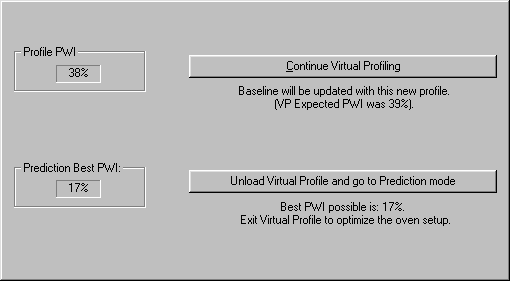 Profile PWI
38%
Continue Virtual Profiling
Baseline will be updated with this new profile.
(VP Expected PWI was 39%).
Prediction Best PWI:
17%
Unload Virtual Profile and go to Prediction mode
Best PWI possible is: 17%.
Exit Virtual Profile to optimize the oven setup.